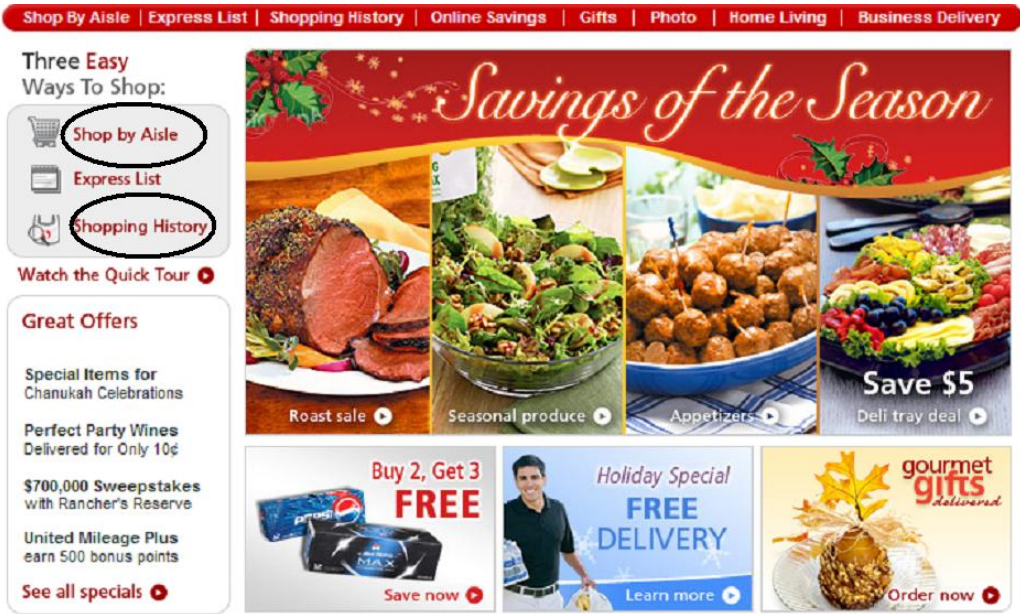 Shop By Aisle | Express List | Shopping History | Online Savings | Gifts | Photo | Home Living | Business Delivery
Three Easy
Ways To Shop:
Shop by Aisle
Express List
Shopping History
Watch the Quick Tour
Great Offers
Special Items for
Chanukah Celebrations
Perfect Party Wines
Delivered for Only 10¢
$700,000 Sweepstakes
with Rancher's Reserve
United Mileage Plus
earn 500 bonus points
See all specials
Savings of the Season
Roast sale
Seasonal produce
Appetizers
Save $5
Deli tray deal
Buy 2, Get 3
FREE
PEPSI
MAX
Save now
Holiday Special
FREE
DELIVERY
Learn more
gourmet
gifts
delivered
Order now